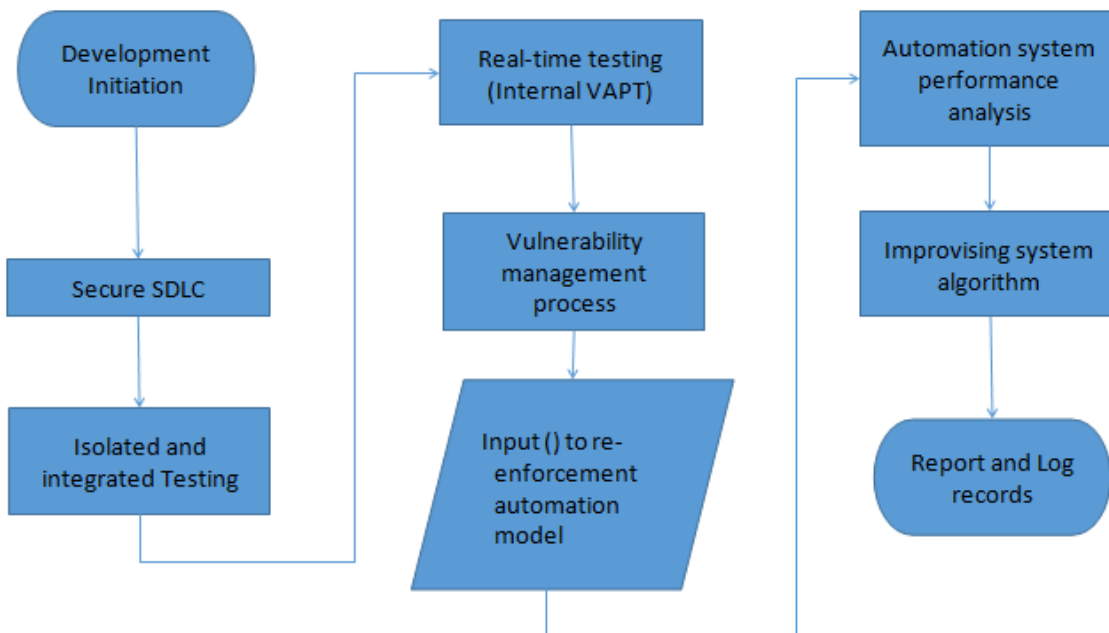 Development
Initiation
Secure SDLC
Isolated and
integrated Testing
Real-time testing
(Internal VAPT)
Vulnerability
management
process
Input () to re-
enforcement
automation
model
Automation system
performance
analysis
Improvising system
algorithm
Report and Log
records